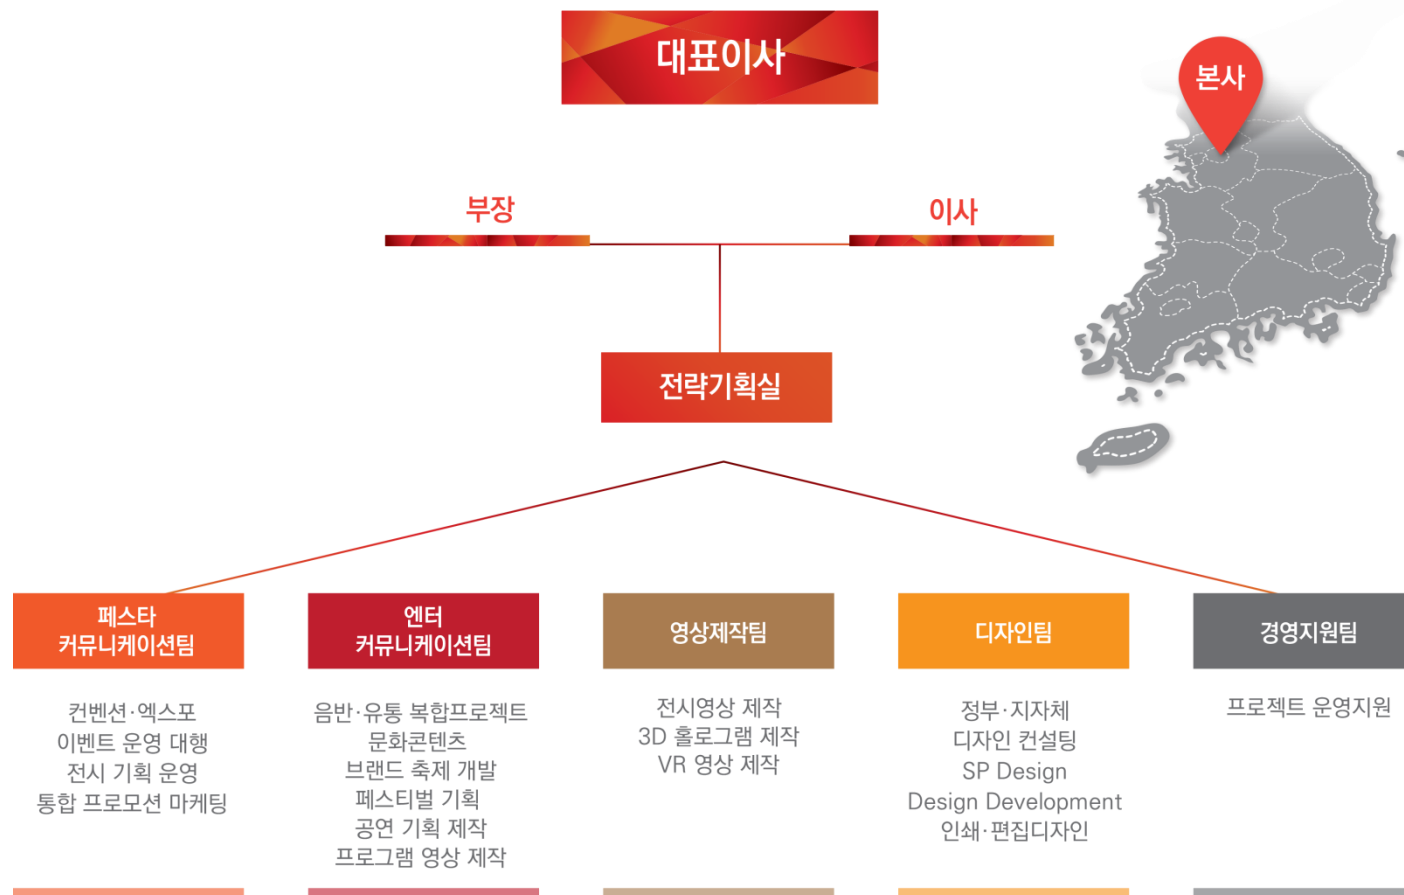 대표이사
본사
부장
이사
전략기획실
페스타
커뮤니케이션팀
컨벤션·엑스포
이벤트 운영 대행
전시 기획 운영
통합 프로모션 마케팅
엔터
커뮤니케이션팀
음반·유통 복합프로젝트
문화콘텐츠
브랜드 축제 개발
페스티벌 기획
공연 기획 제작
프로그램 영상 제작
영상제작팀
전시영상 제작
3D 홀로그램 제작
VR 영상 제작
디자인팀
정부·지자체
디자인 컨설팅
SP Design
Design Development
인쇄·편집디자인
경영지원팀
프로젝트 운영지원